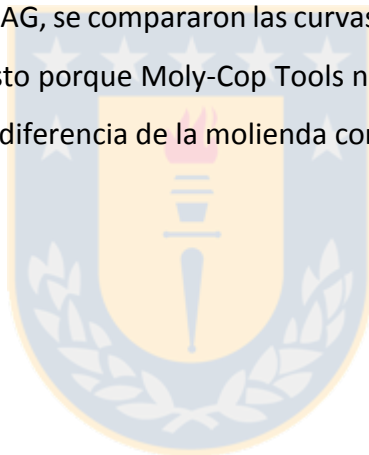 AG, se compararon las curvas
sto porque Moly-Cop Tools n
diferencia de la molienda con